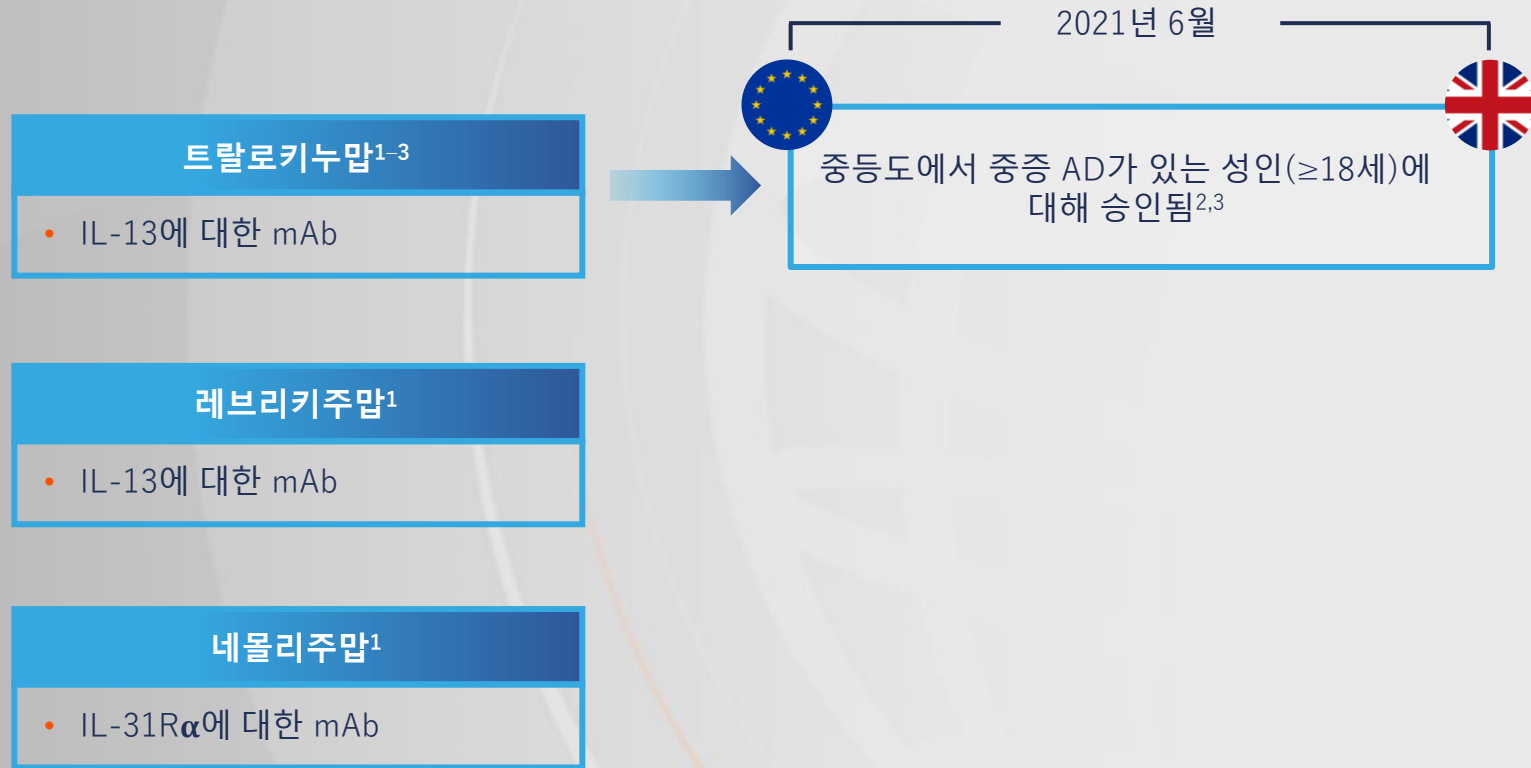 2021년 6월
트랄로키누맙1–3
• IL-13에 대한 mAb
중등도에서 중증 AD가 있는 성인(≥18세)에
대해 승인됨2,3
레브리키주맙1
• IL-13에 대한 mAb
네몰리주맙1
• IL-31Rα에 대한 mAb